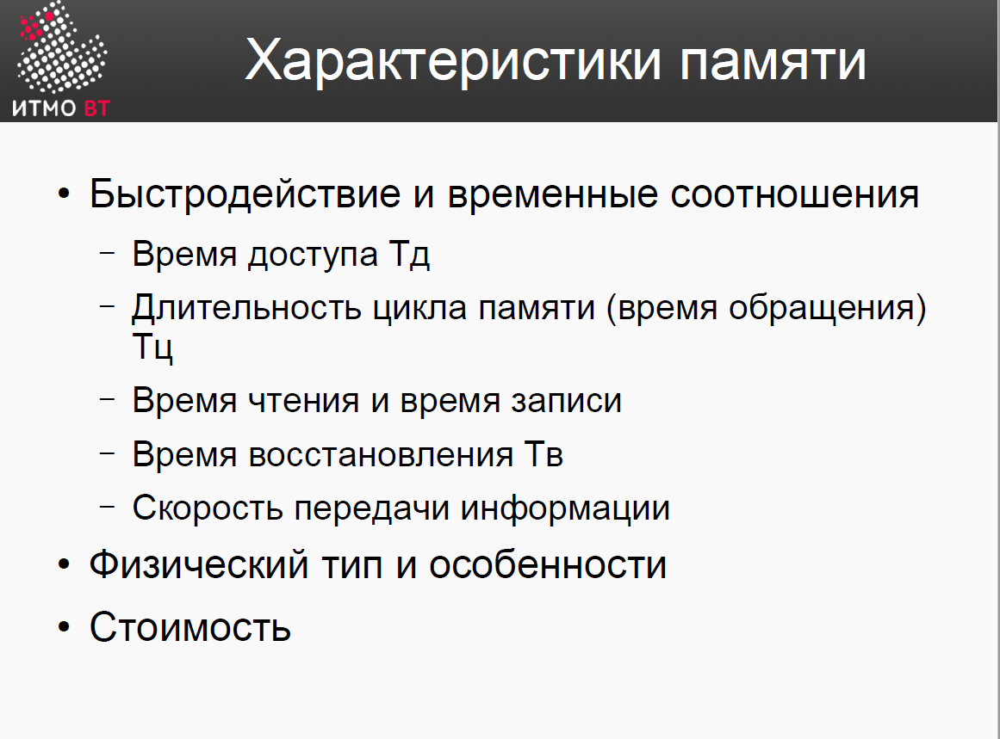 Характеристики памяти
ИТМО ВТ
• Быстродействие и временные соотношения
– Время доступа Тд
– Длительность цикла памяти (время обращения)
Тц
– Время чтения и время записи
– Время восстановления Тв
– Скорость передачи информации
• Физический тип и особенности
• Стоимость